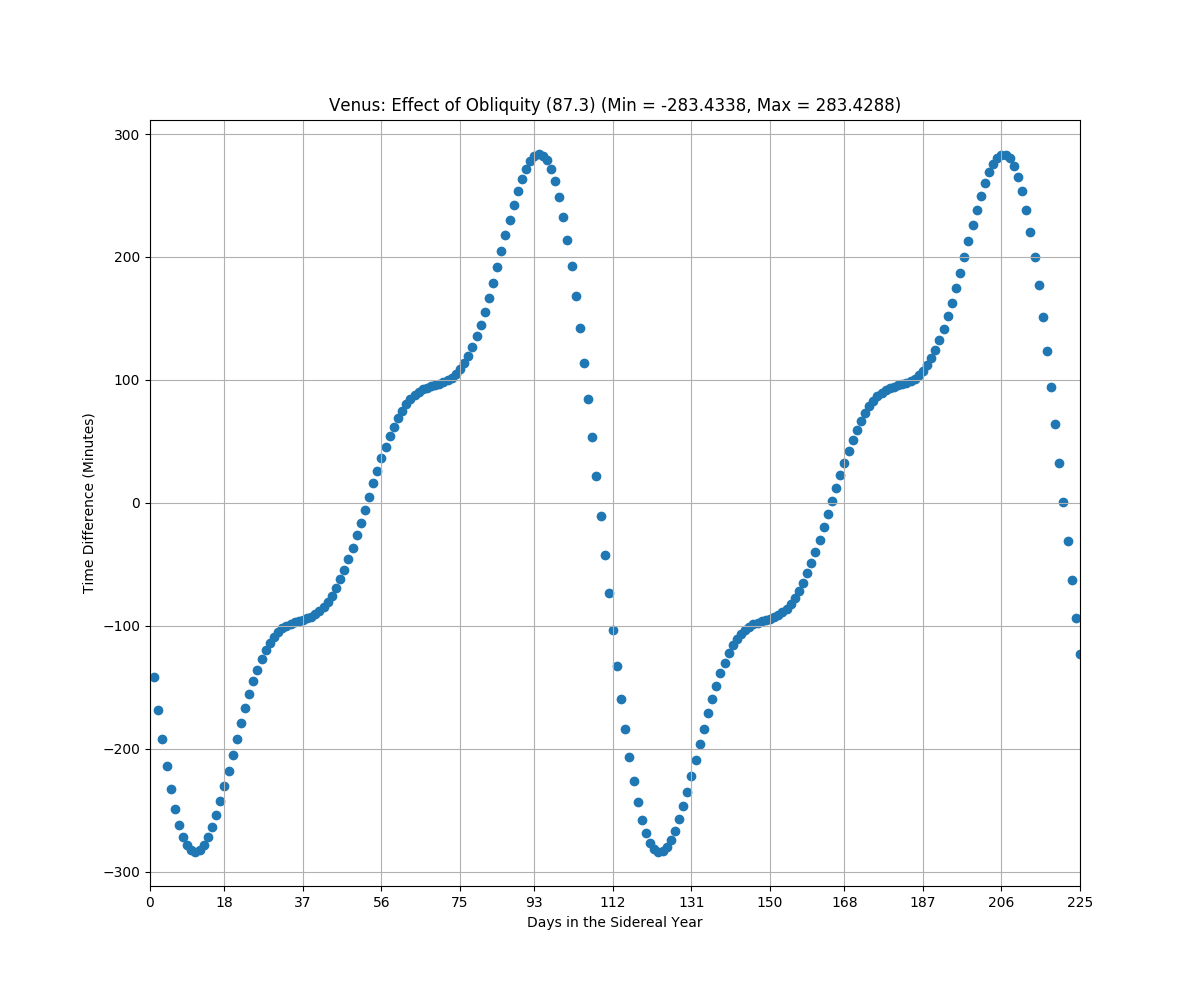 Venus: Effect of Obliquity (87.3) (Min = -283.4338, Max = 283.4288)
300
200
100
0
−100
−200
−300
Time Difference (Minutes)
0 18 37 56 75 93 112 131 150 168 187 206 225
Days in the Sidereal Year